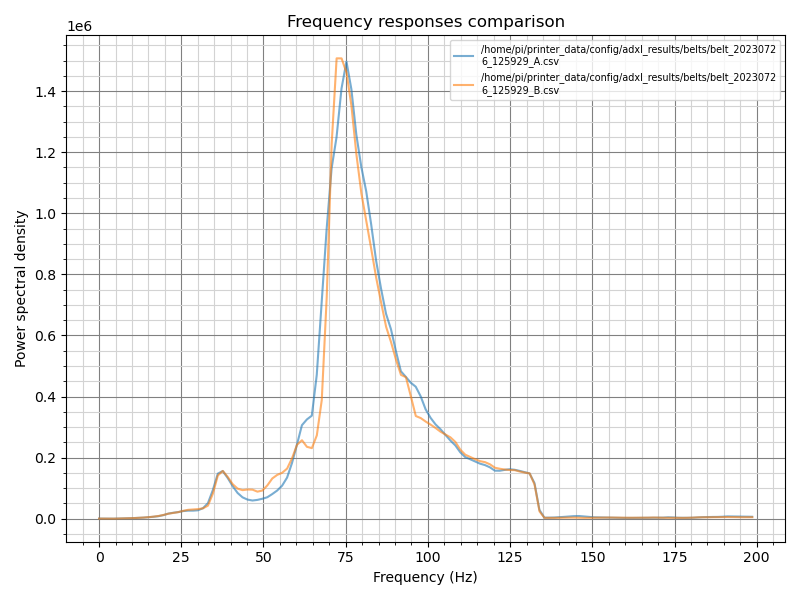 Frequency responses comparison
1e6
/home/pi/printer_data/config/adxl_results/belts/belt_2023072
6_125929_A.csv
/home/pi/printer_data/config/adxl_results/belts/belt_2023072
6_125929_B.csv
1.4
1.2
1.0
0.8
0.6
0.4
0.2
0.0
Power spectral density
0 25 50 75 100 125 150 175 200
Frequency (Hz)